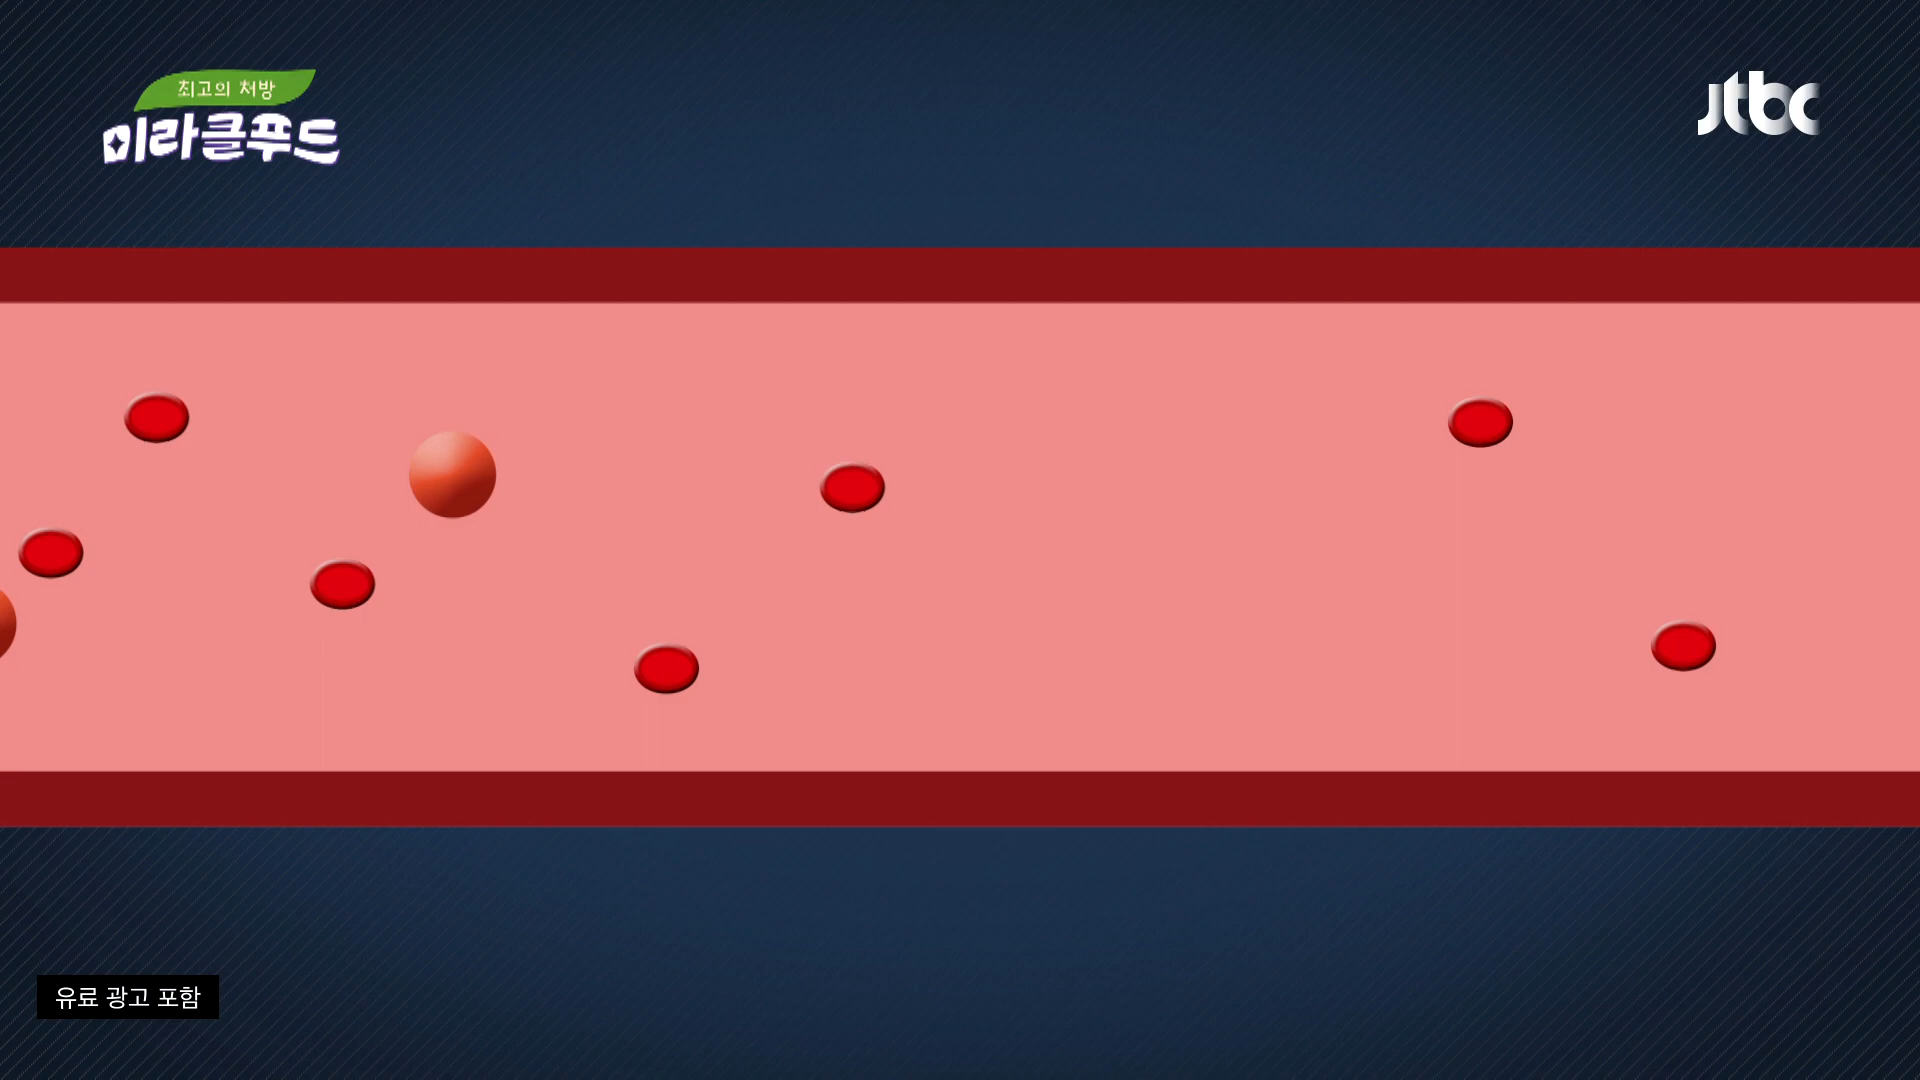 최고의 처방
미라클푸드
jtbc
유료 광고 포함